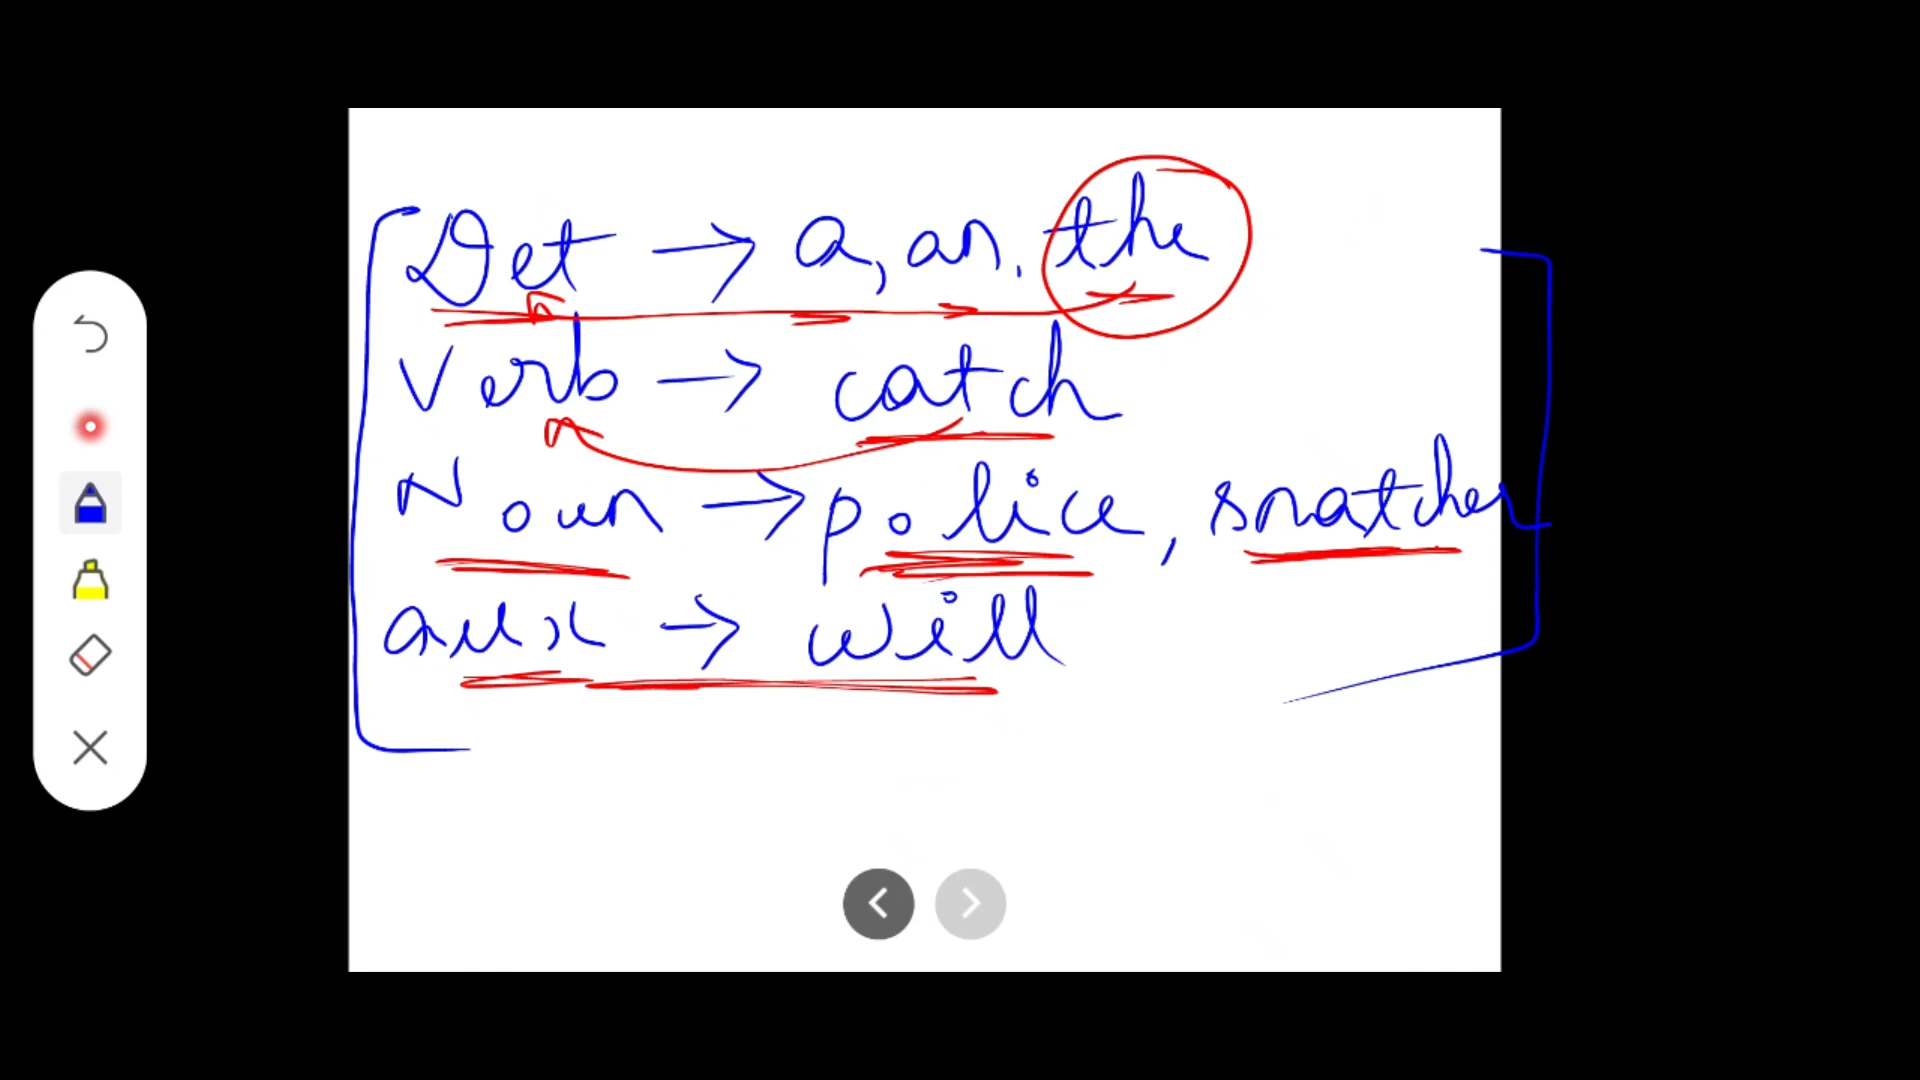 Det → a, an, the
Verb → catch
Noun → police, snatcher
aux → will